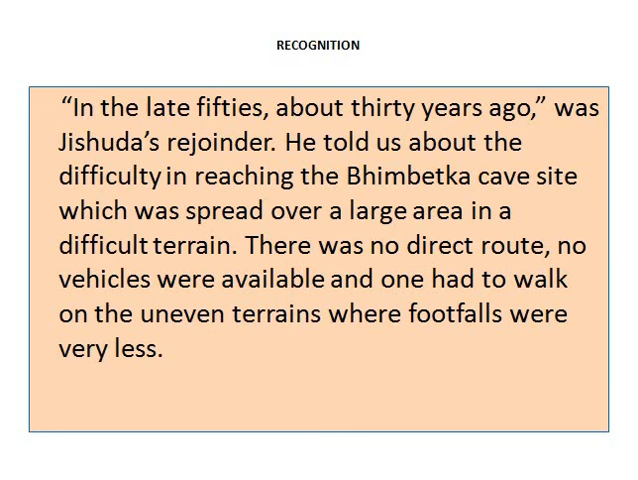 RECOGNITION
“In the late fifties, about thirty years ago,” was
Jishuda’s rejoinder. He told us about the
difficulty in reaching the Bhimbetka cave site
which was spread over a large area in a
difficult terrain. There was no direct route, no
vehicles were available and one had to walk
on the uneven terrains where footfalls were
very less.